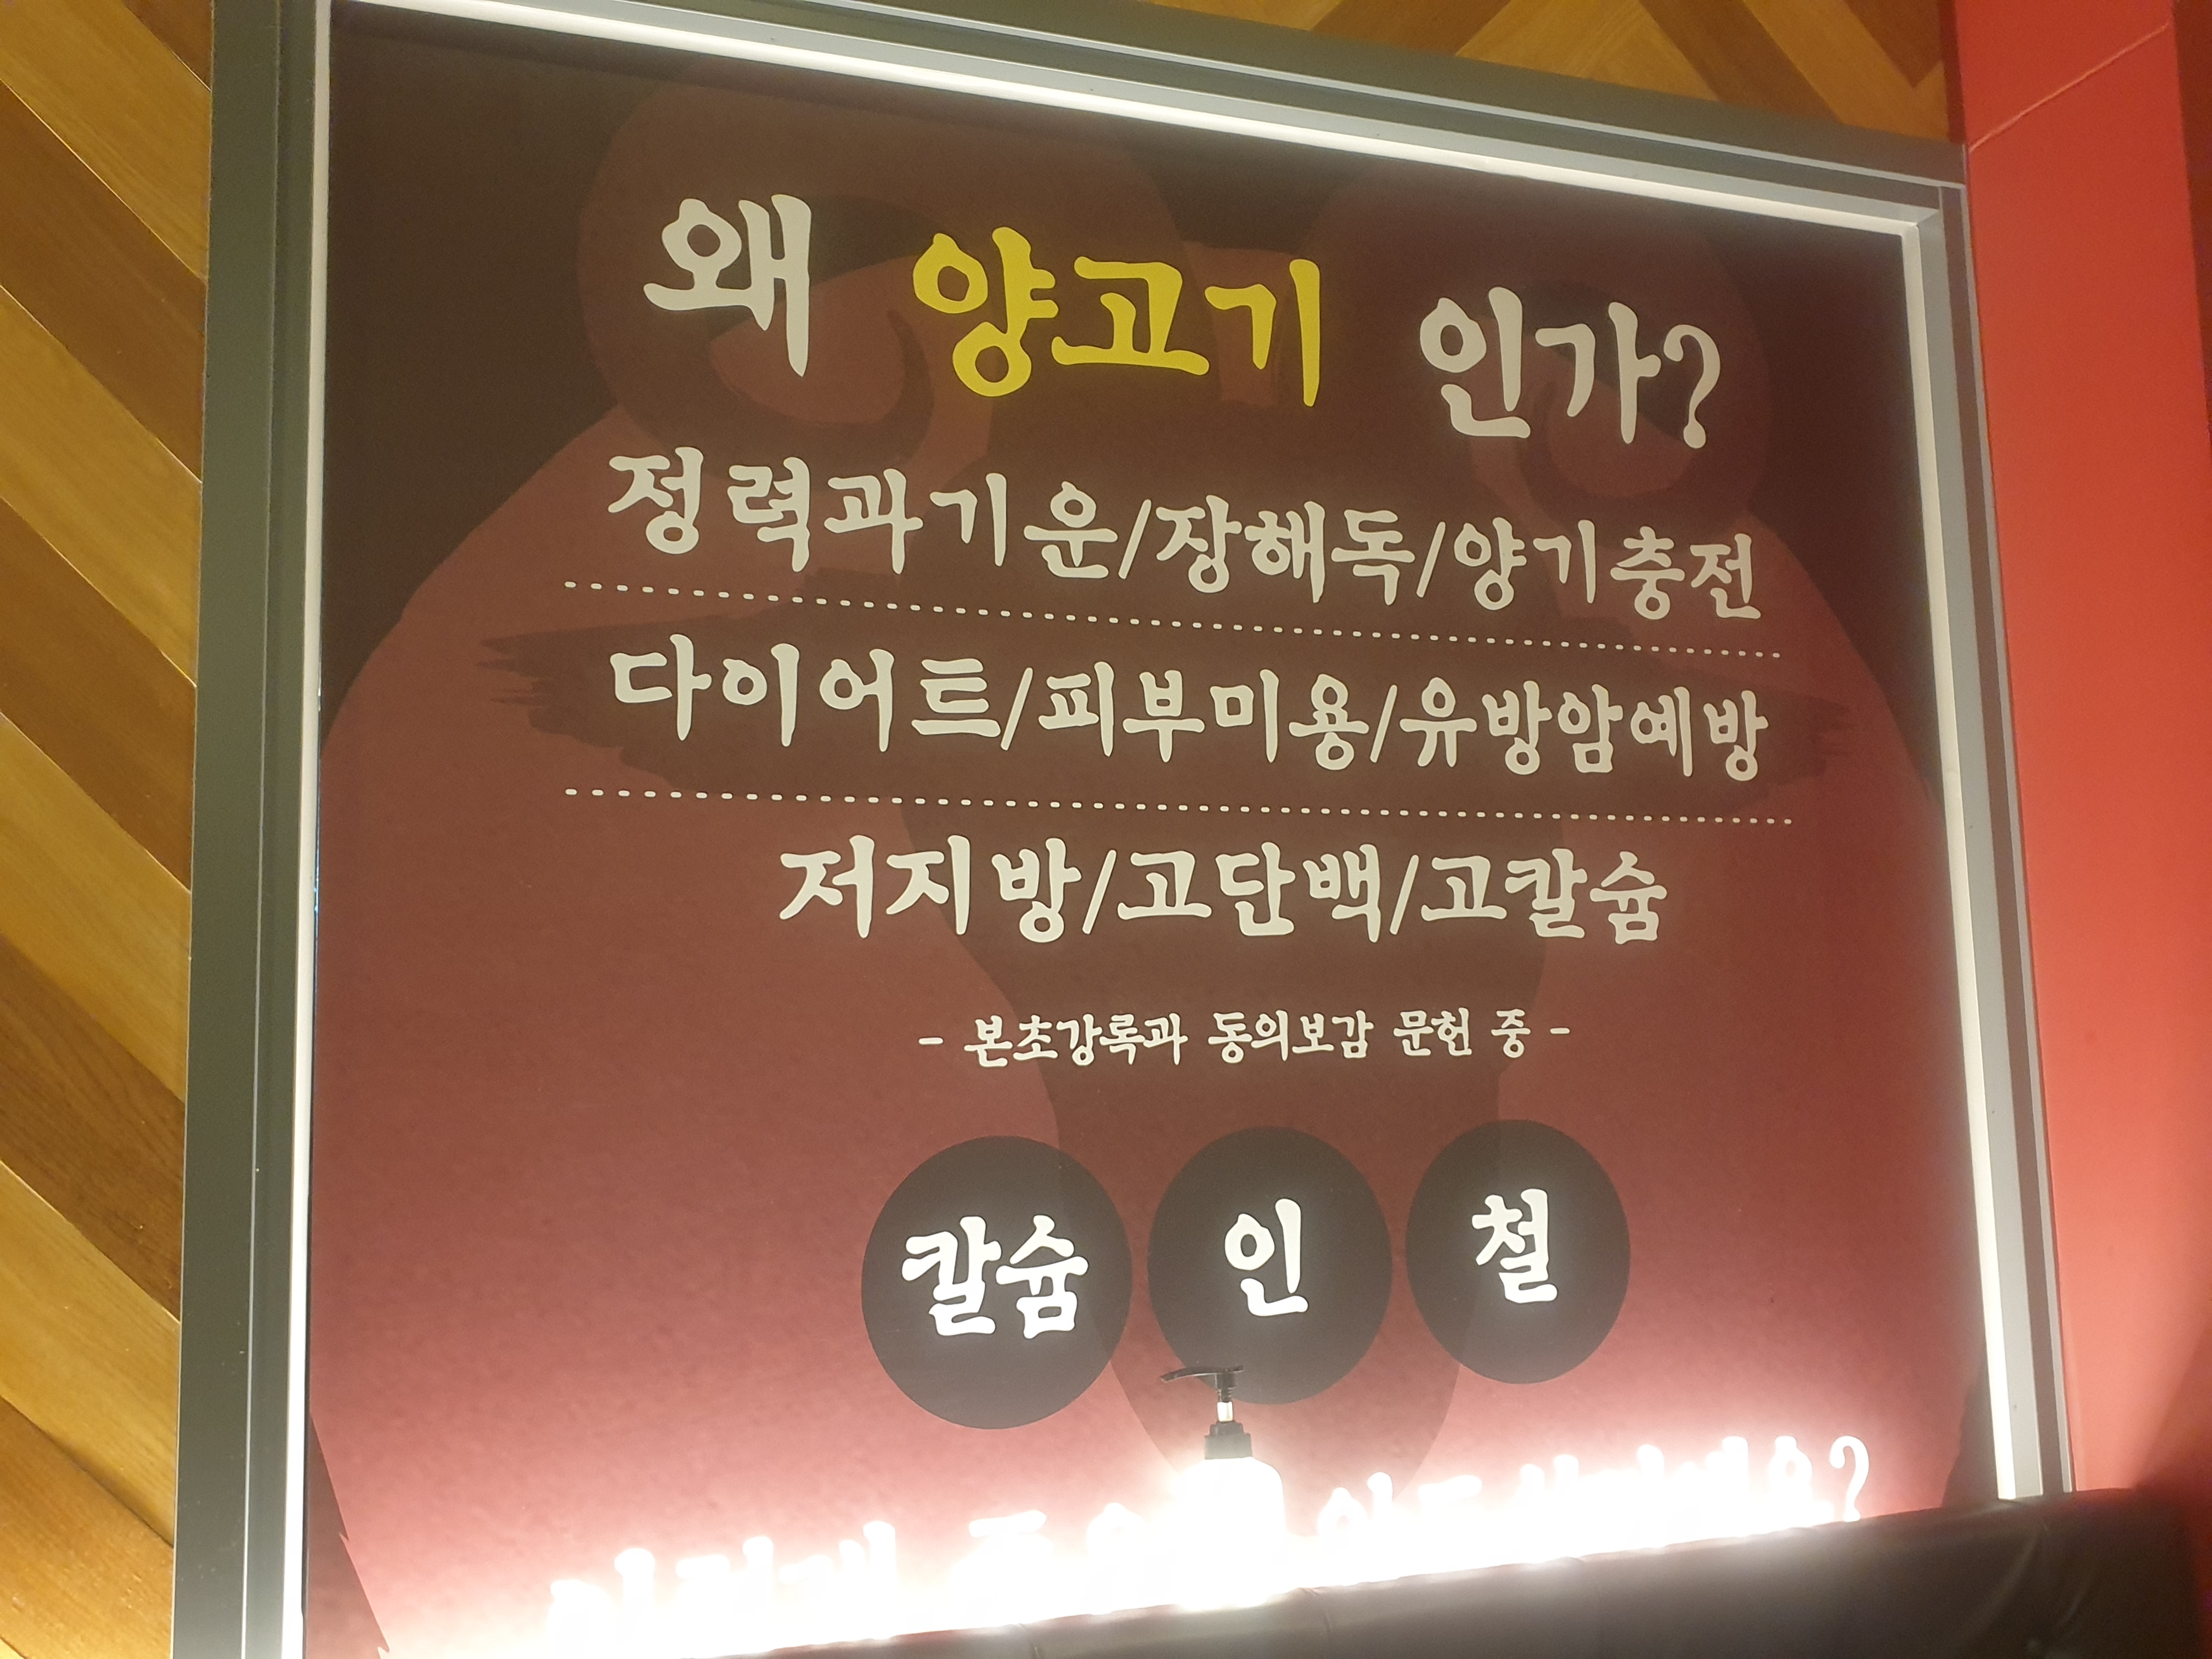 왜 양고기 인가?
정력과기운/장해독/양기충전
다이어트/피부미용/유방암예방
저지방/고단백/고칼슘
- 본초강목과 동의보감 문헌 중 -
칼슘 인 철